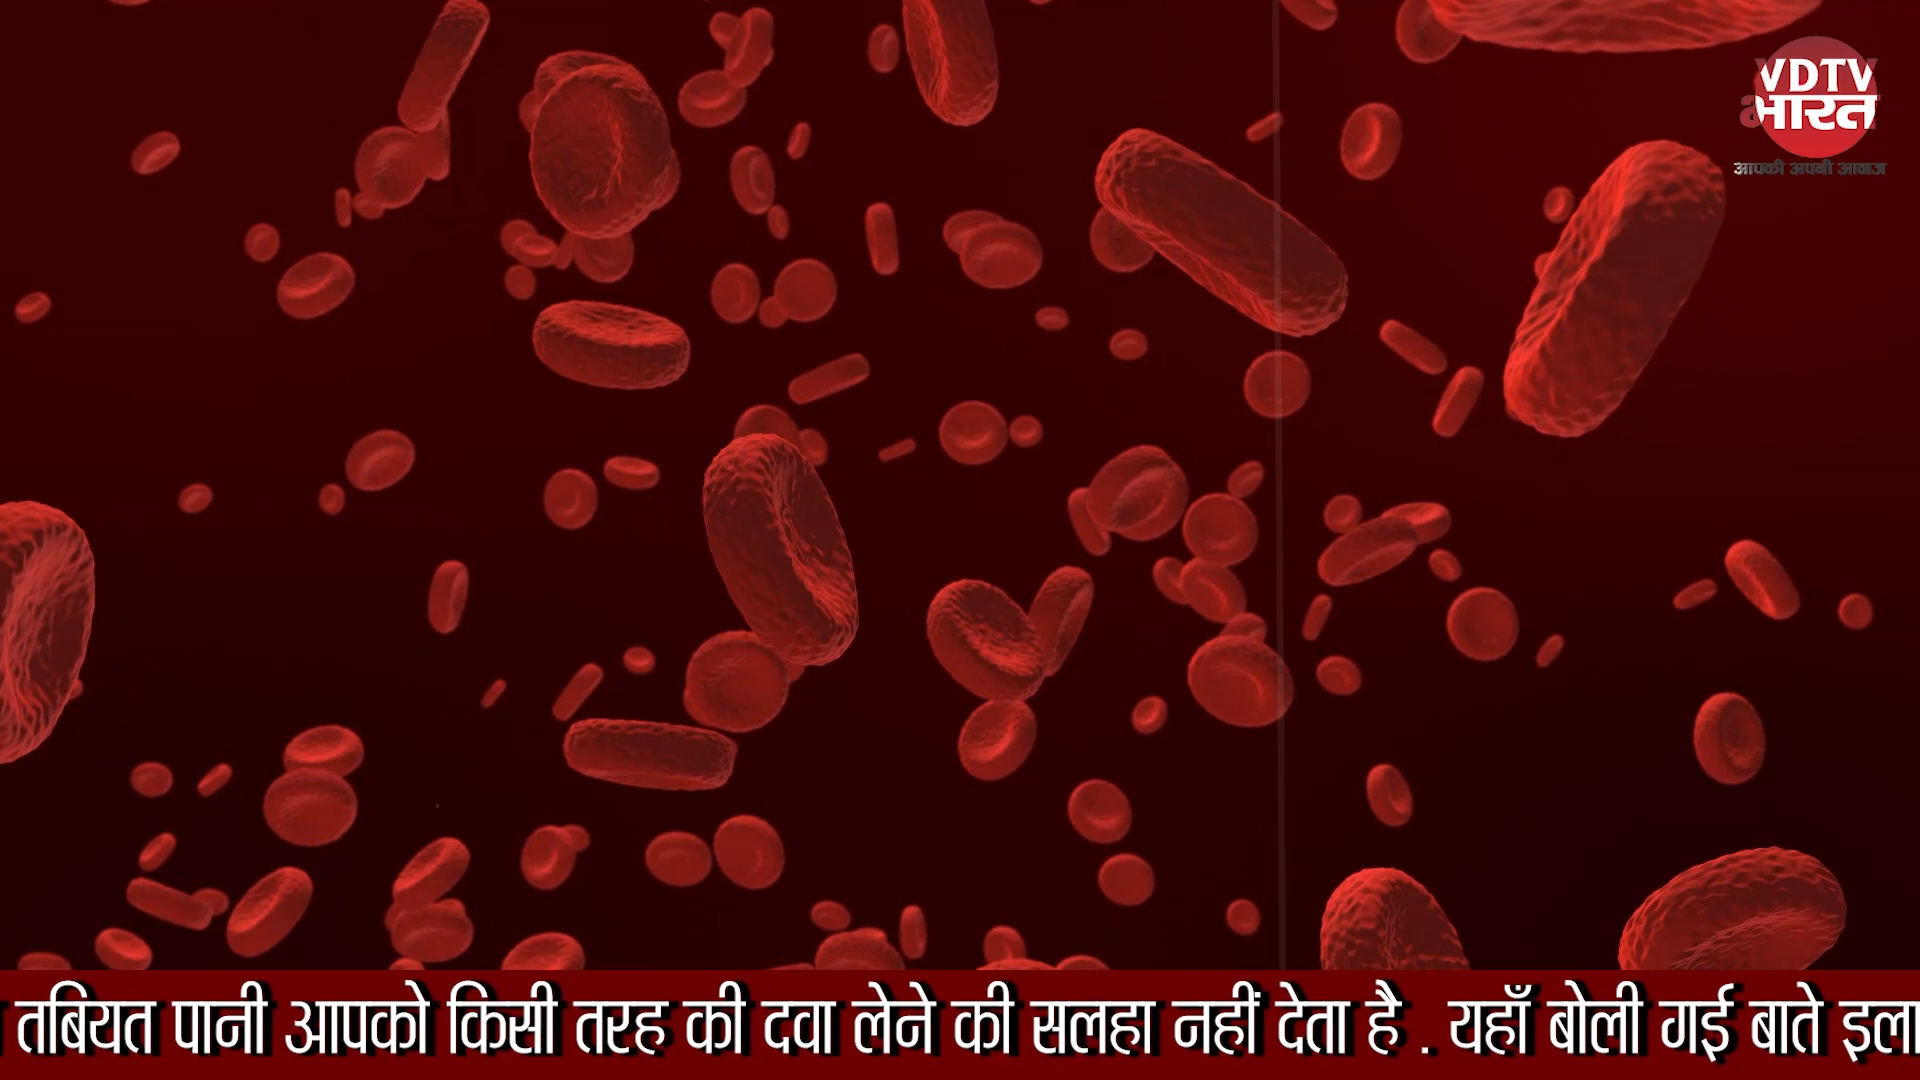 VDTV
भारत
आपकी अपनी आवाज
तबियत पानी आपको किसी तरह की दवा लेने की सलहा नहीं देता है . यहाँ बोली गई बाते